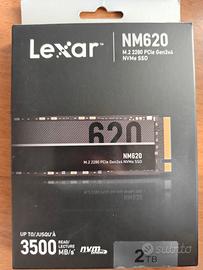 Lexar
NM620
M.2 2280 PCIe Gen3x4
NVMe SSD
620
NM620
M.2 2280 PCIe Gen3x4
NVMe SSD
UP TO/JUSQU'À
3500 READ/
LECTURE
MB/s
nvm
2TB
subito